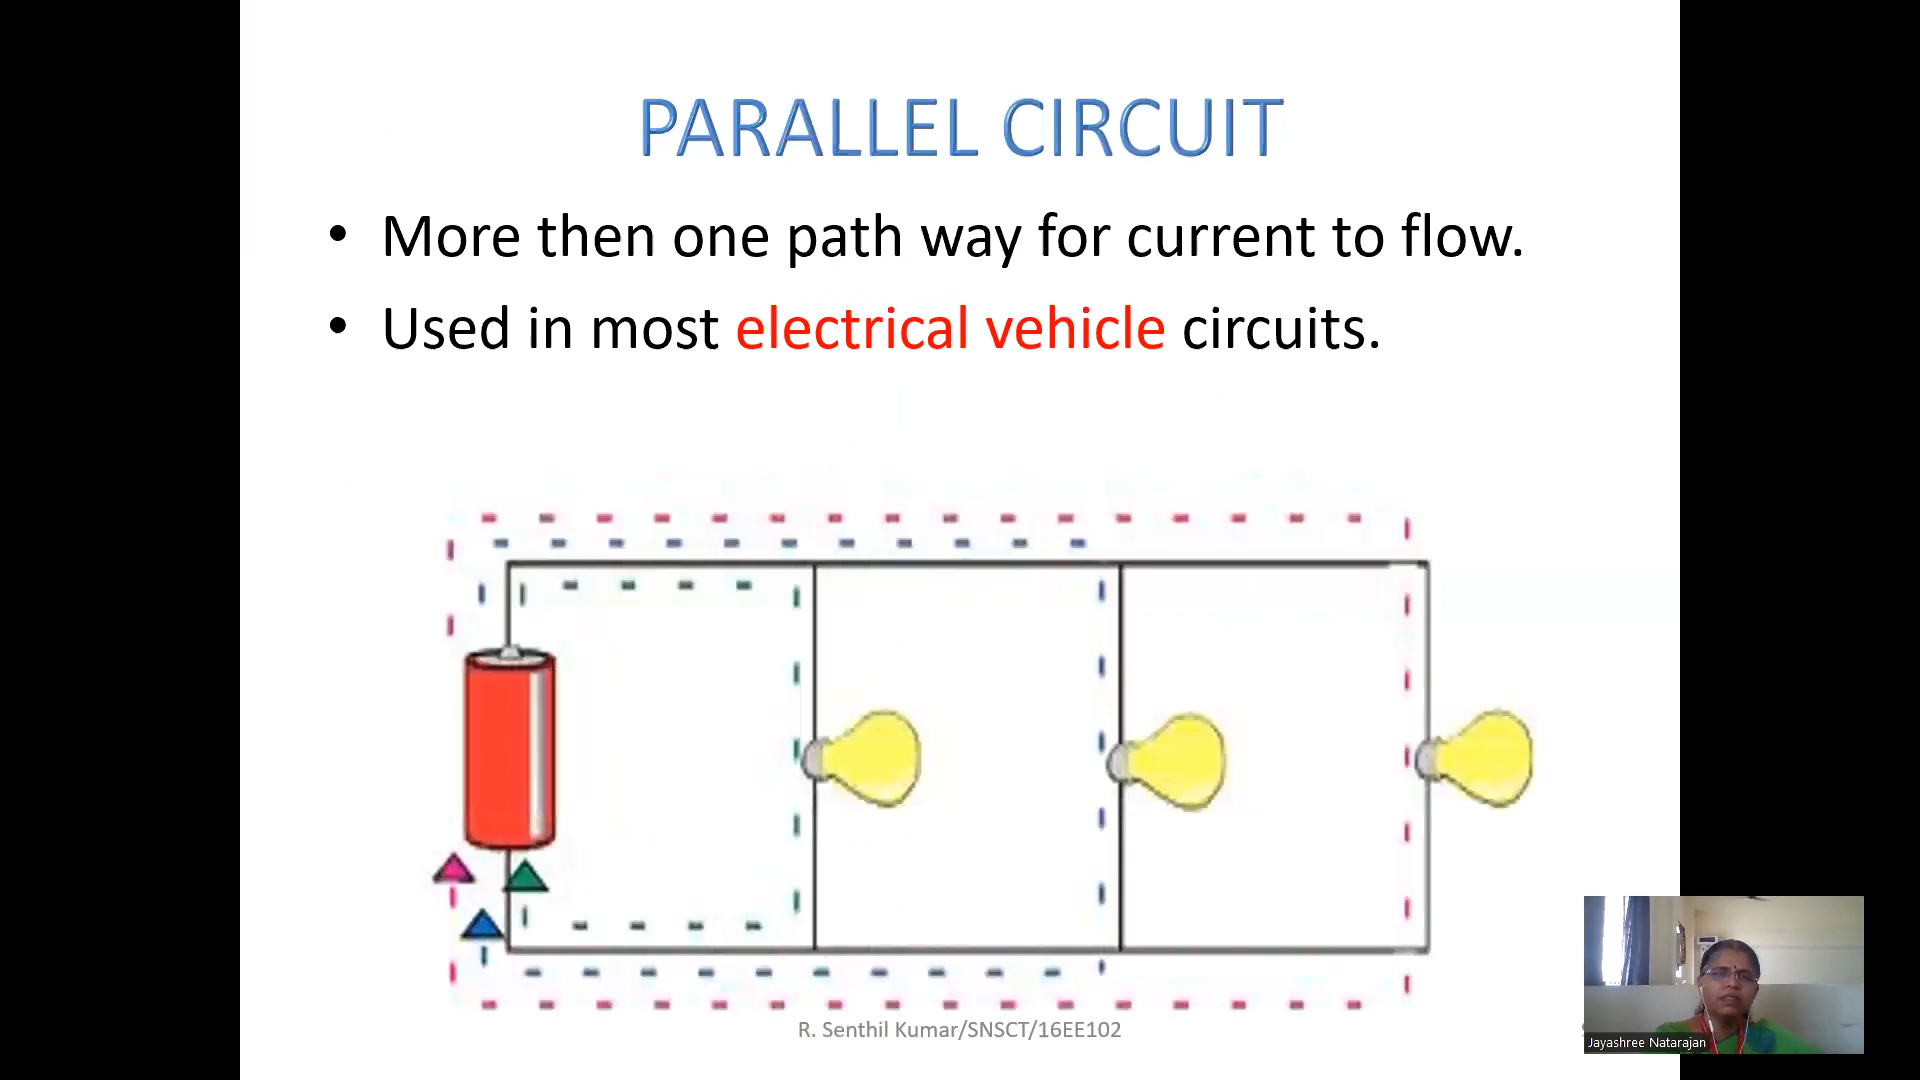 PARALLEL CIRCUIT
• More then one path way for current to flow.
• Used in most electrical vehicle circuits.
R. Senthil Kumar/SNSCT/16EE102
Jayashree Natarajan